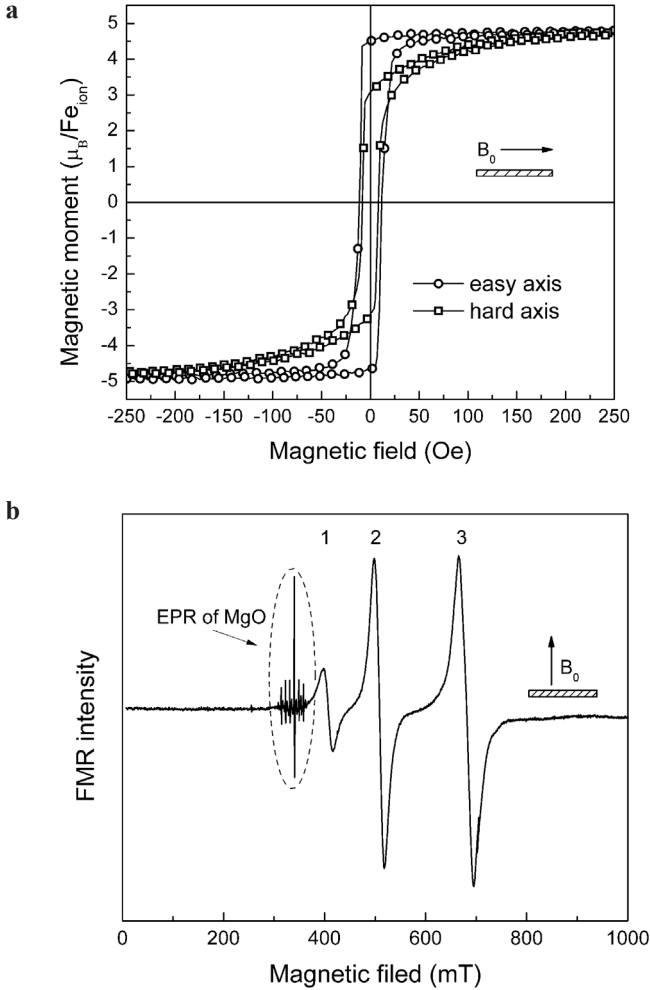 a
Magnetic moment (μB/Feion)
5
4
3
2
1
0
-1
-2
-3
-4
-5
B0
easy axis
hard axis
-250 -200 -150 -100 -50 0 50 100 150 200 250
Magnetic field (Oe)
b
1 2 3
EPR of MgO
B0
FMR intensity
0 200 400 600 800 1000
Magnetic filed (mT)